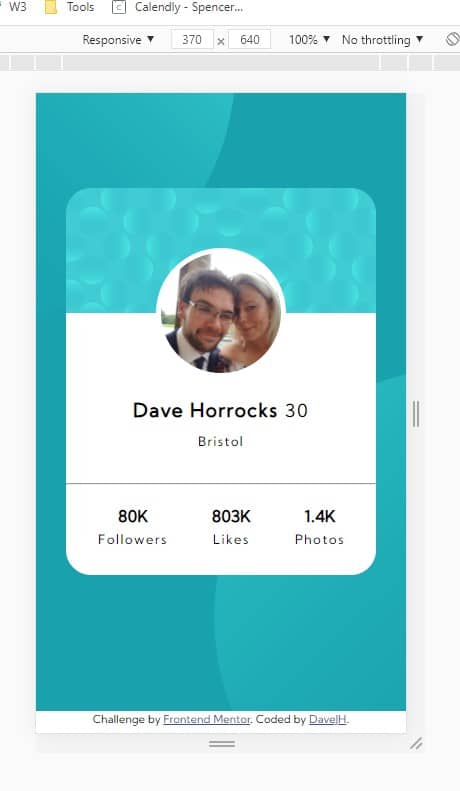 W3 Tools Calendly - Spencer...
Responsive ▼ 370 × 640 100% ▼ No throttling ▼
Dave Horrocks 30
Bristol
80K 803K 1.4K
Followers Likes Photos
Challenge by Frontend Mentor. Coded by DaveJH.